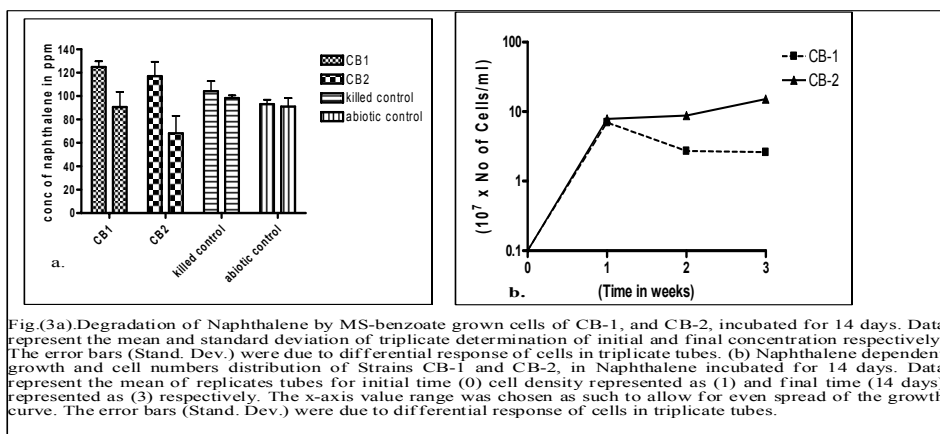 conc of naphthalene in ppm
140
120
100
80
60
40
20
0
CB1
CB2
killed control
abiotic control
CB1
CB2
killed control
abiotic control
a.
(10⁷ x No of Cells/ml)
100
10
1
0.1
0
1
2
3
CB-1
CB-2
b.
(Time in weeks)
Fig.(3a).Degradation of Naphthalene by MS-benzoate grown cells of CB-1, and CB-2, incubated for 14 days. Data
represent the mean and standard deviation of triplicate determination of initial and final concentration respectively
The error bars (Stand. Dev.) were due to differential response of cells in triplicate tubes. (b) Naphthalene dependen
growth and cell numbers distribution of Strains CB-1 and CB-2, in Naphthalene incubated for 14 days. Data
represent the mean of replicates tubes for initial time (0) cell density represented as (1) and final time (14 days)
represented as (3) respectively. The x-axis value range was chosen as such to allow for even spread of the growth
curve. The error bars (Stand. Dev.) were due to differential response of cells in triplicate tubes.